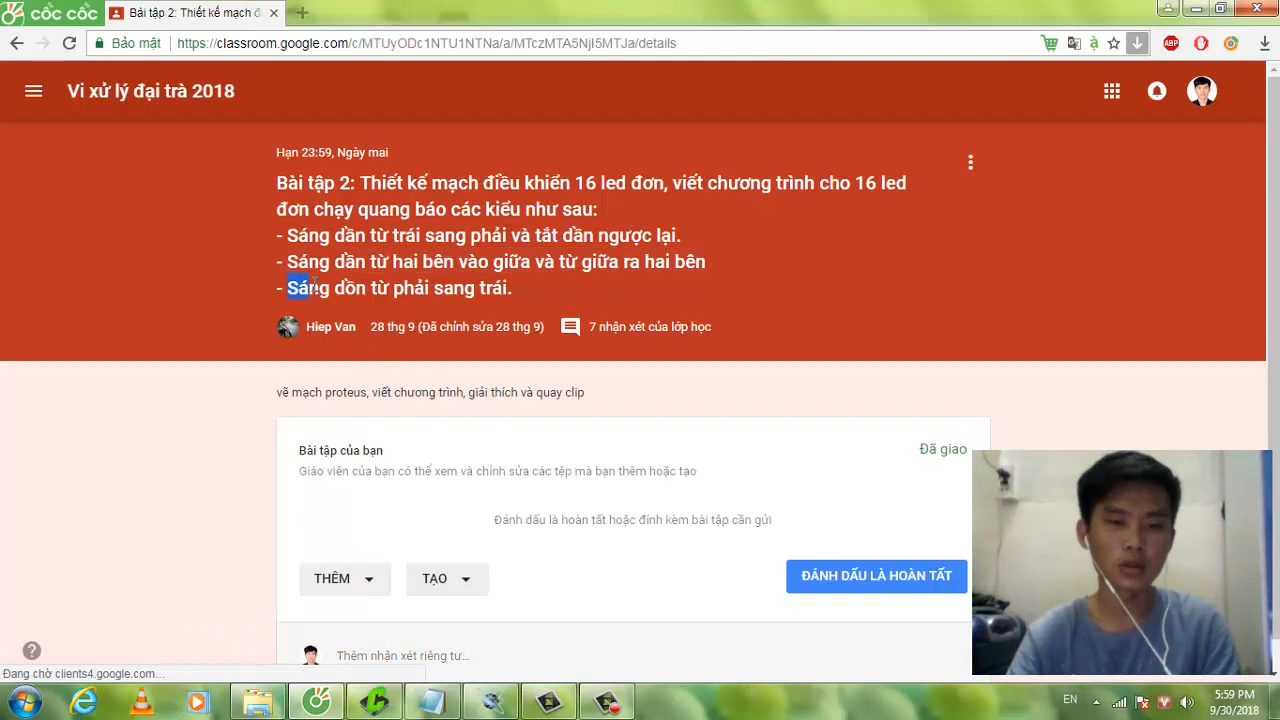 cốc cốc
Bài tập 2: Thiết kế mạch đ
Bảo mật
https://classroom.google.com/c/MTUyODc1NTU1NTNa/a/MTczMTA5NjI5MTJa/details
ABP
Vi xử lý đại trà 2018
Hạn 23:59, Ngày mai
Bài tập 2: Thiết kế mạch điều khiển 16 led đơn, viết chương trình cho 16 led
đơn chạy quang báo các kiểu như sau:
- Sáng dần từ trái sang phải và tắt dần ngược lại.
- Sáng dần từ hai bên vào giữa và từ giữa ra hai bên
- Sáng dồn từ phải sang trái.
Hiep Van
28 thg 9 (Đã chỉnh sửa 28 thg 9)
7 nhận xét của lớp học
vẽ mạch proteus, viết chương trình, giải thích và quay clip
Bài tập của bạn
Đã giao
Giáo viên của bạn có thể xem và chỉnh sửa các tệp mà bạn thêm hoặc tạo
Đánh dấu là hoàn tất hoặc đính kèm bài tập cần gửi
THÊM
TẠO
ĐÁNH DẤU LÀ HOÀN TẤT
Thêm nhận xét riêng tư...
Đang chờ clients4.google.com...
EN
5:59 PM
9/30/2018